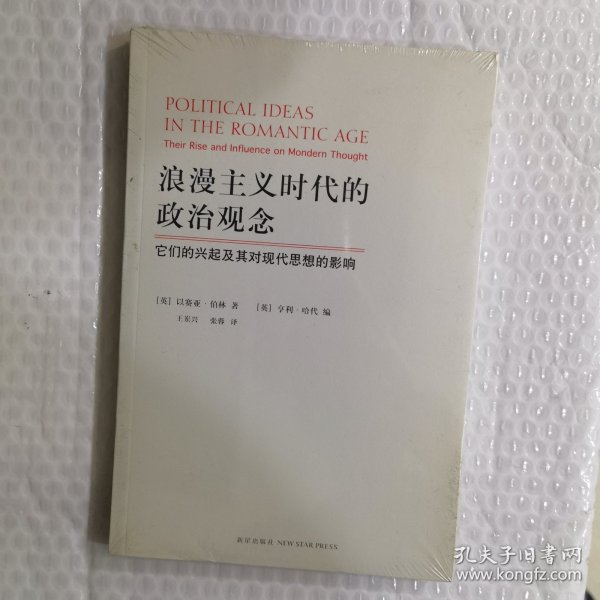 POLITICAL IDEAS
IN THE ROMANTIC AGE
Their Rise and Influence on Mondern Thought
浪漫主义时代的
政治观念
它们的兴起及其对现代思想的影响
[英] 以赛亚·伯林 著 [英] 亨利·哈代 编
王岽兴 张蓉 译
新星出版社 NEW STAR PRESS
孔夫子旧书网
www.kongfz.com